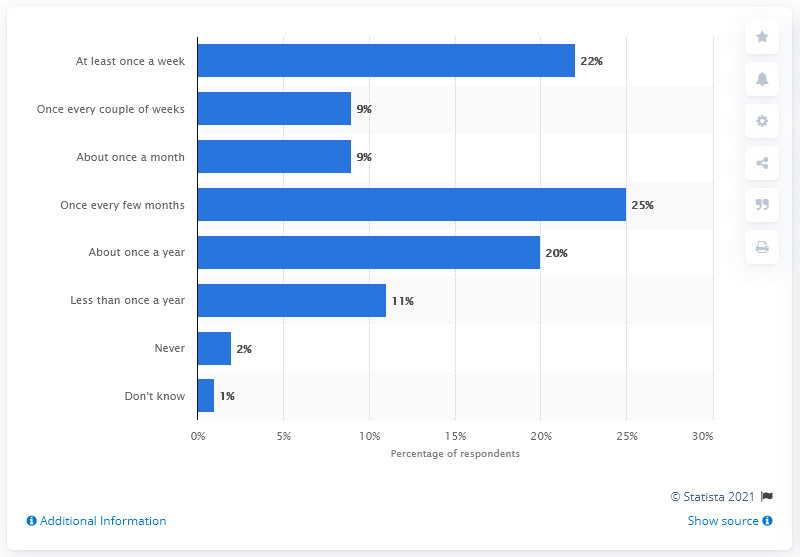 At least once a week 22%
Once every couple of weeks 9%
About once a month 9%
Once every few months 25%
About once a year 20%
Less than once a year 11%
Never 2%
Don't know 1%
0% 5% 10% 15% 20% 25% 30%
Percentage of respondents
© Statista 2021
Additional Information Show source